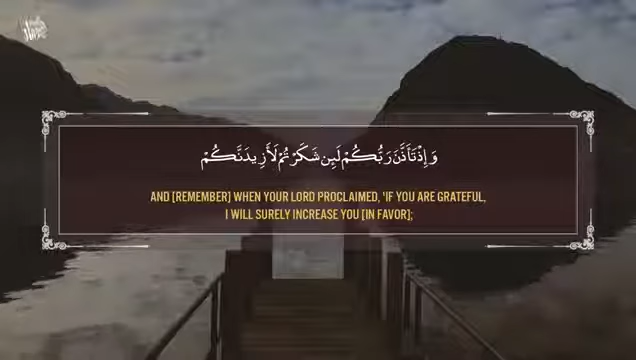 وَإِذْ تَأَذَّنَ رَبُّكُمْ لَئِن شَكَرْتُمْ لَأَزِيدَنَّكُمْ
AND [REMEMBER] WHEN YOUR LORD PROCLAIMED, 'IF YOU ARE GRATEFUL,
I WILL SURELY INCREASE YOU [IN FAVOR];